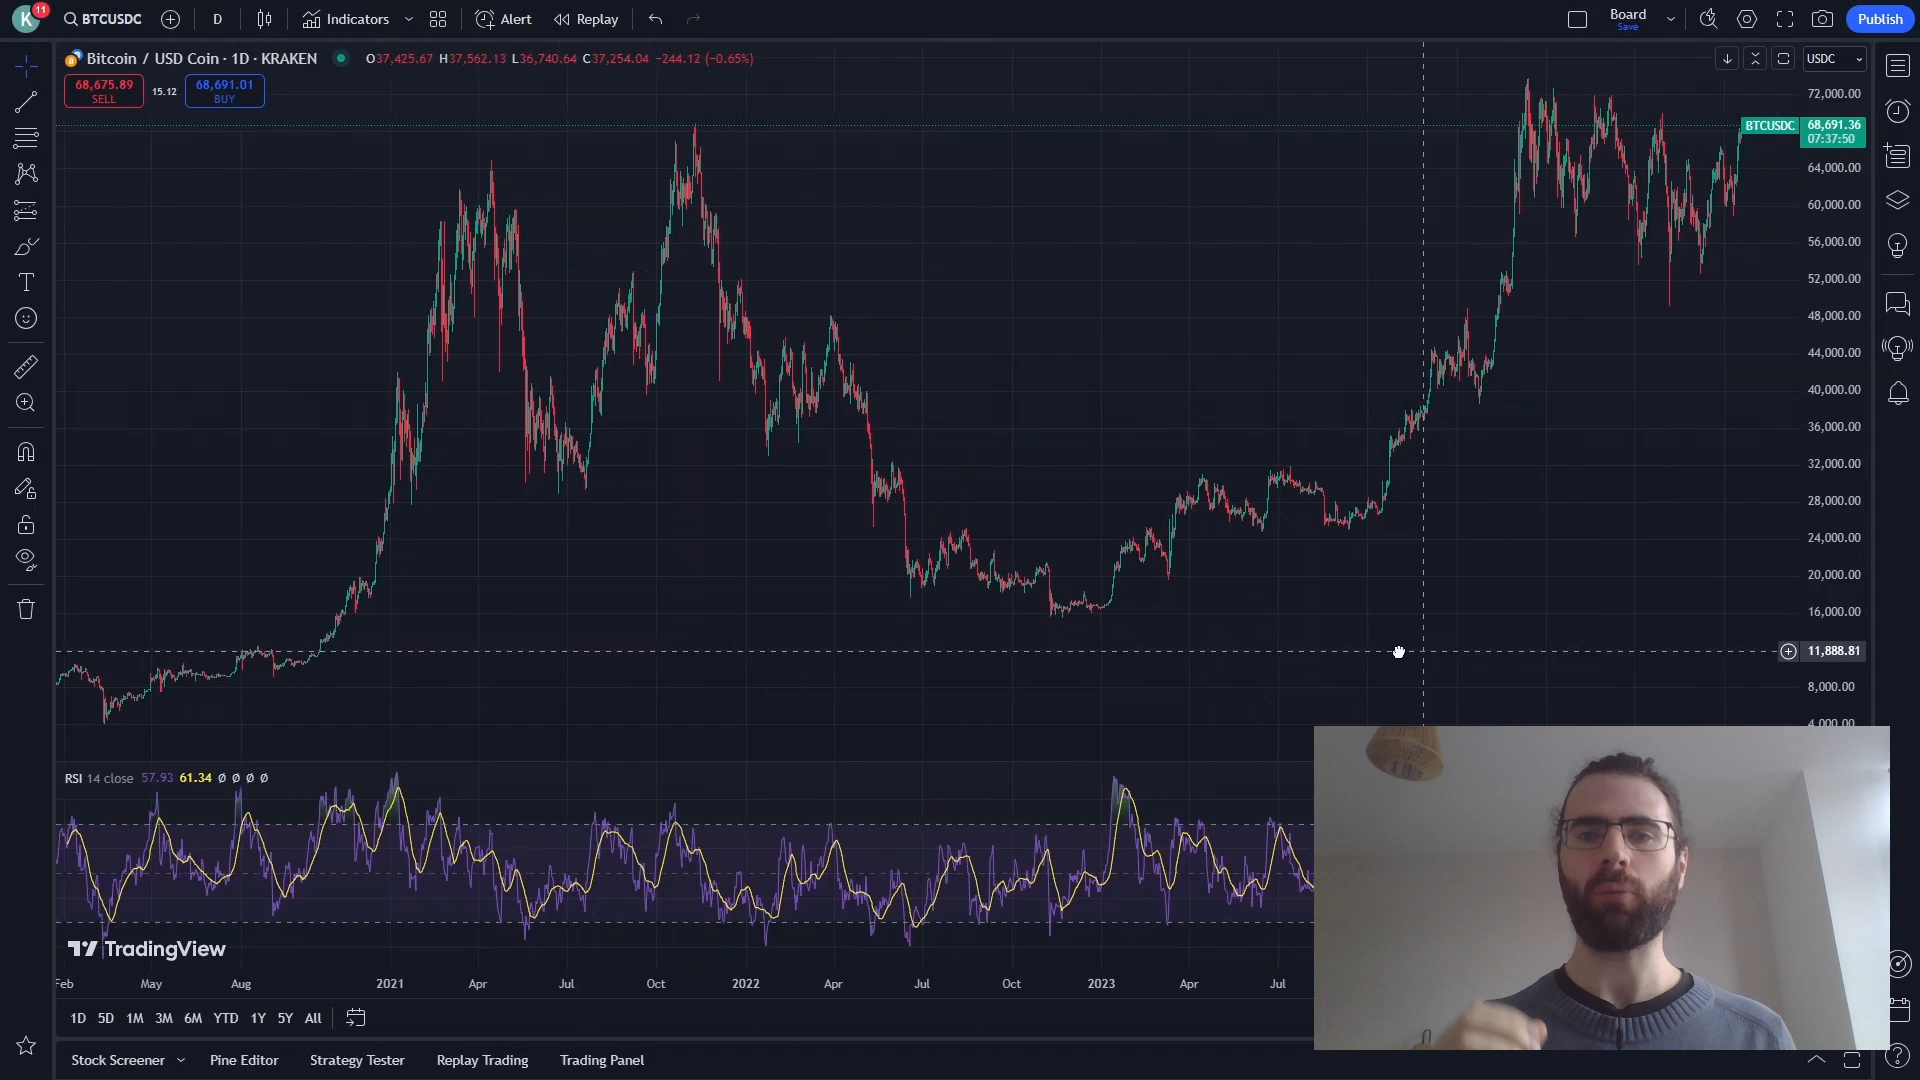 K
11
BTCUSDC
D
Indicators
Alert
Replay
Board
Save
Publish
Bitcoin / USD Coin · 1D · KRAKEN
O37,425.67 H37,562.13 L36,740.64 C37,254.04 −244.12 (−0.65%)
USDC
68,675.89
SELL
15.12
68,691.01
BUY
72,000.00
BTCUSDC
68,691.36
07:37:50
64,000.00
60,000.00
56,000.00
52,000.00
48,000.00
44,000.00
40,000.00
36,000.00
32,000.00
28,000.00
24,000.00
20,000.00
16,000.00
11,888.81
8,000.00
4,000.00
RSI 14 close 57.93 61.34 Ø Ø Ø Ø
TradingView
Feb May Aug 2021 Apr Jul Oct 2022 Apr Jul Oct 2023 Apr Jul
1D 5D 1M 3M 6M YTD 1Y 5Y All
Stock Screener
Pine Editor
Strategy Tester
Replay Trading
Trading Panel